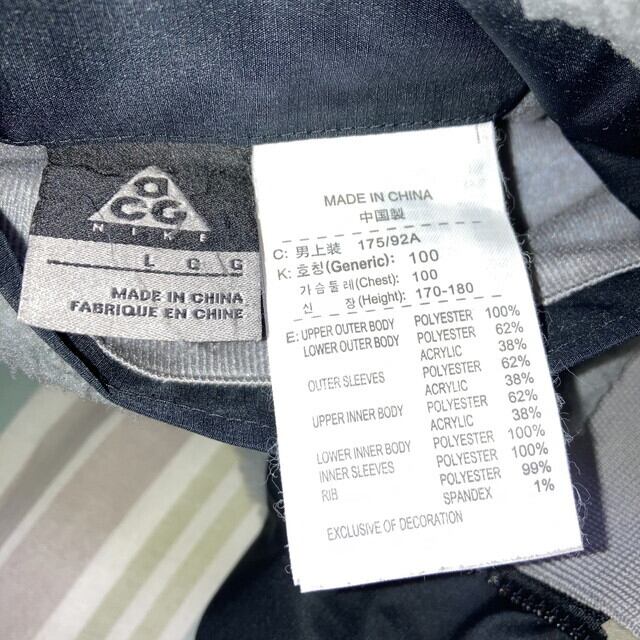 acg
NIKE
L G G
MADE IN CHINA
FABRIQUE EN CHINE
MADE IN CHINA
中国製
C: 男上裝 175/92A
K: 호칭(Generic): 100
가슴둘레(Chest): 100
신 장(Height): 170-180
E: UPPER OUTER BODY POLYESTER 100%
LOWER OUTER BODY POLYESTER 62%
ACRYLIC 38%
OUTER SLEEVES POLYESTER 62%
ACRYLIC 38%
UPPER INNER BODY POLYESTER 62%
ACRYLIC 38%
LOWER INNER BODY POLYESTER 100%
INNER SLEEVES POLYESTER 100%
RIB POLYESTER 99%
SPANDEX 1%
EXCLUSIVE OF DECORATION